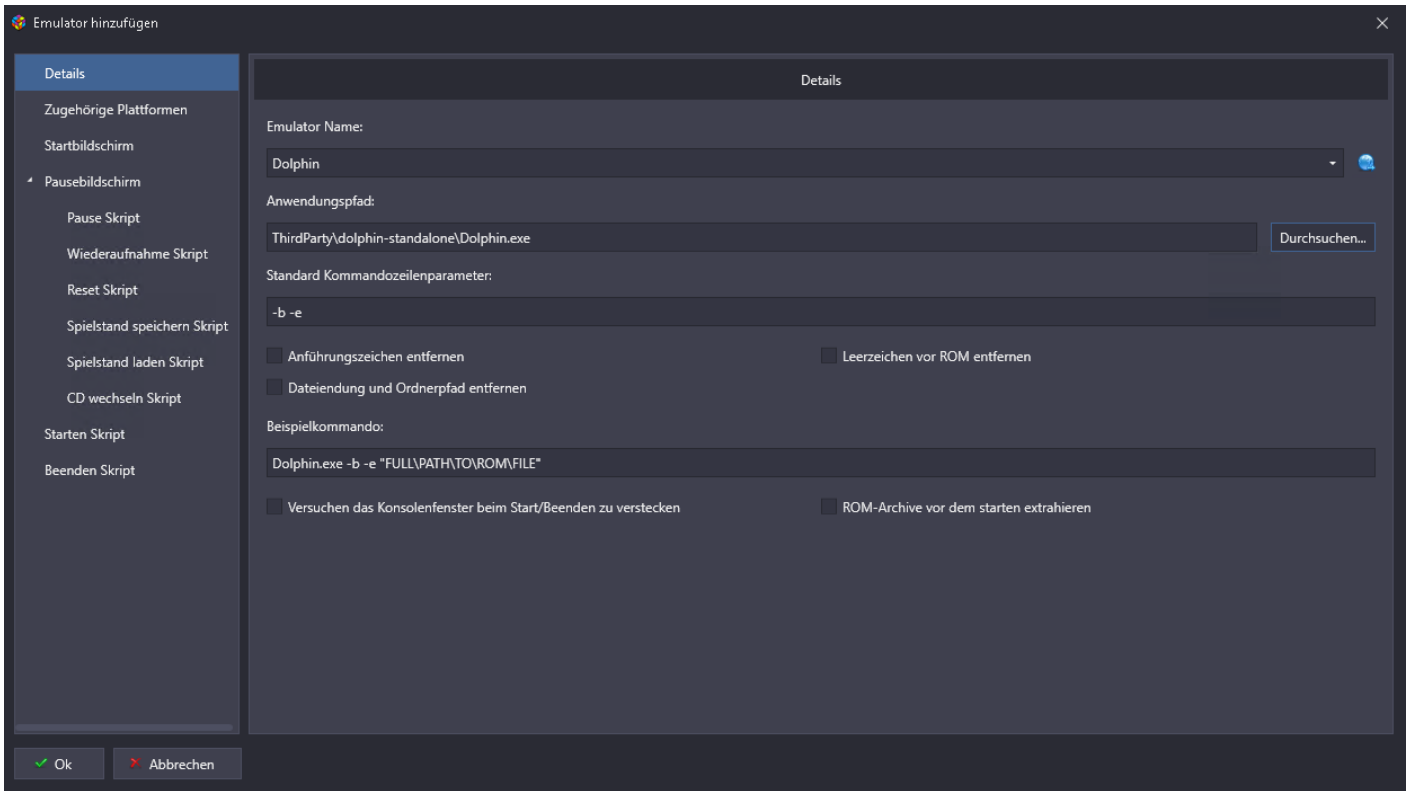 Emulator hinzufügen
Details
Zugehörige Plattformen
Startbildschirm
Pausebildschirm
Pause Skript
Wiederaufnahme Skript
Reset Skript
Spielstand speichern Skript
Spielstand laden Skript
CD wechseln Skript
Starten Skript
Beenden Skript
Details
Emulator Name:
Dolphin
Anwendungspfad:
ThirdParty\dolphin-standalone\Dolphin.exe
Durchsuchen...
Standard Kommandozeilenparameter:
-b -e
Anführungszeichen entfernen
Leerzeichen vor ROM entfernen
Dateiendung und Ordnerpfad entfernen
Beispielkommando:
Dolphin.exe -b -e "FULL\PATH\TO\ROM\FILE"
Versuchen das Konsolenfenster beim Start/Beenden zu verstecken
ROM-Archive vor dem starten extrahieren
Ok
Abbrechen